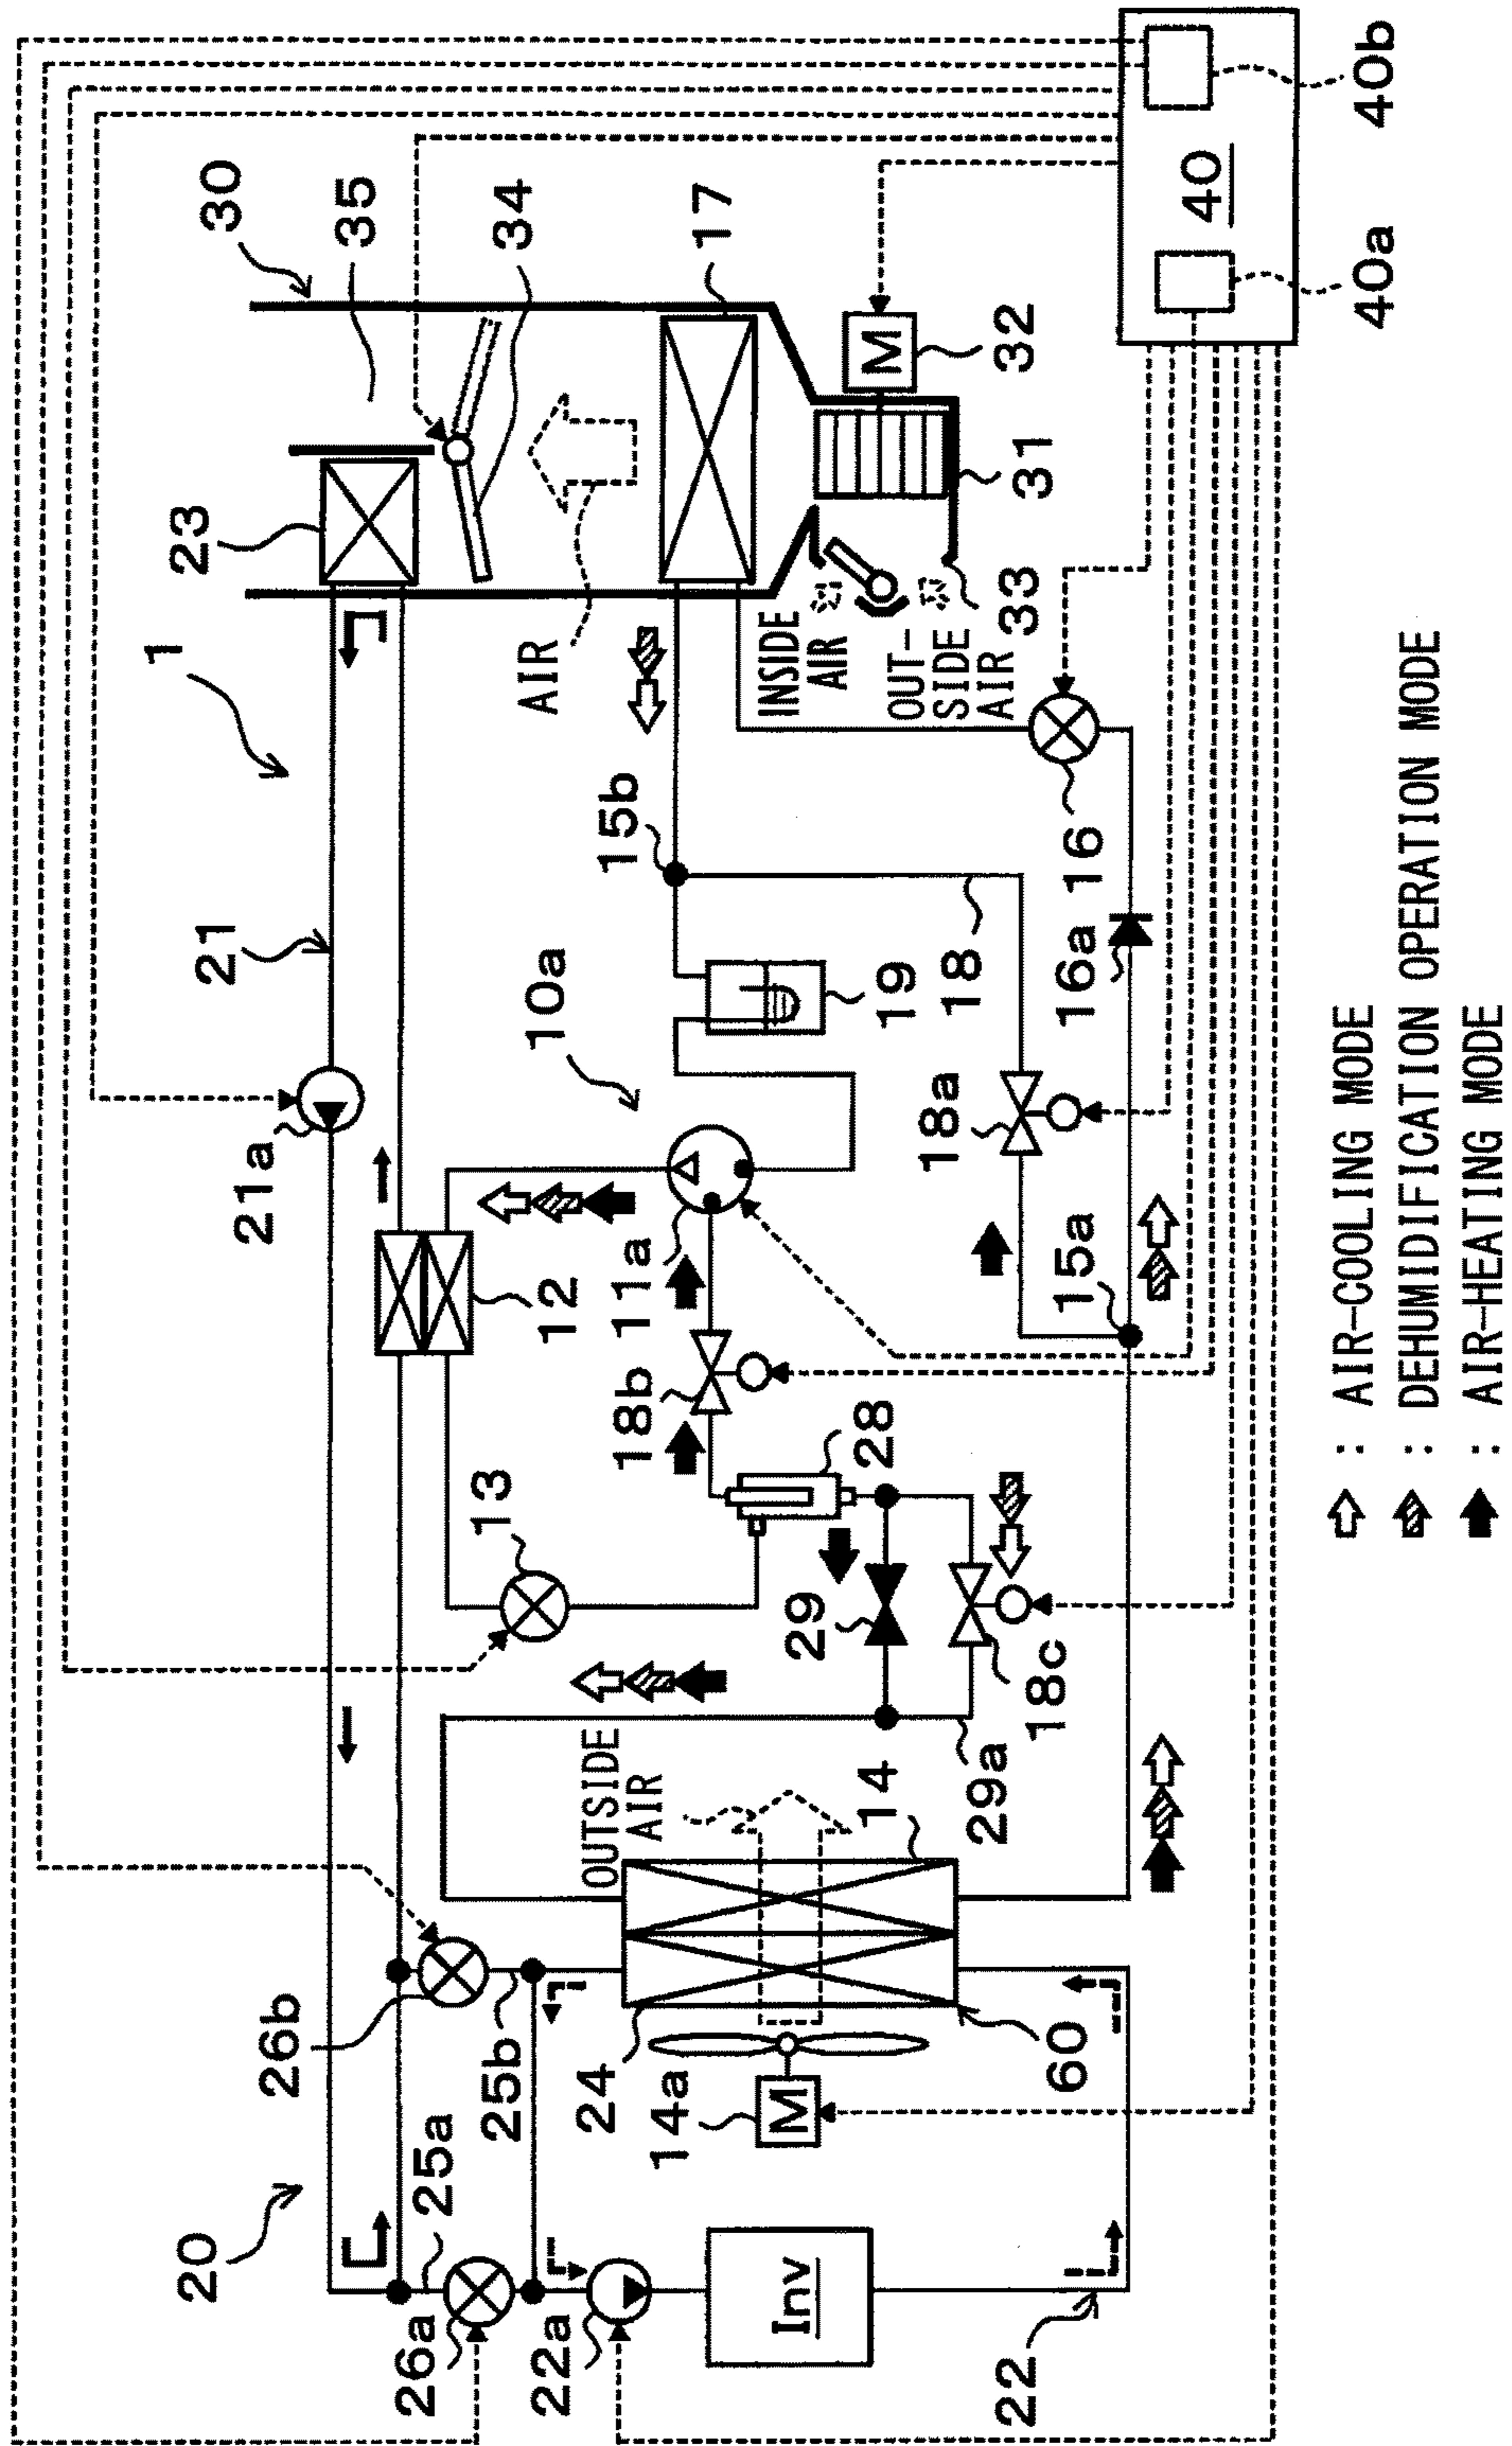 1
20
21a
21
23
30
26b
35
26a
25a
13
34
22a
25b
12
10a
AIR
24
OUTSIDE
AIR
18b
11a
15b
14a
17
Inv
M
INSIDE
AIR
29
14
28
19
M
OUT-
SIDE
AIR
18a
18
29a
22
18c
33
31
32
60
15a
16a
16
40
40a
40b
: AIR-COOLING MODE
: DEHUMIDIFICATION OPERATION MODE
: AIR-HEATING MODE